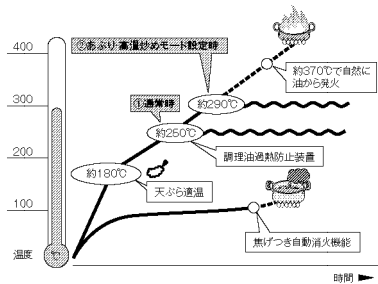 400
②あぶり・高温炒めモード設定時
約370℃で自然に
油から発火
300
約290℃
①通常時
約250℃
調理油過熱防止装置
200
約180℃
天ぷら適温
100
焦げつき自動消火機能
温度
時間